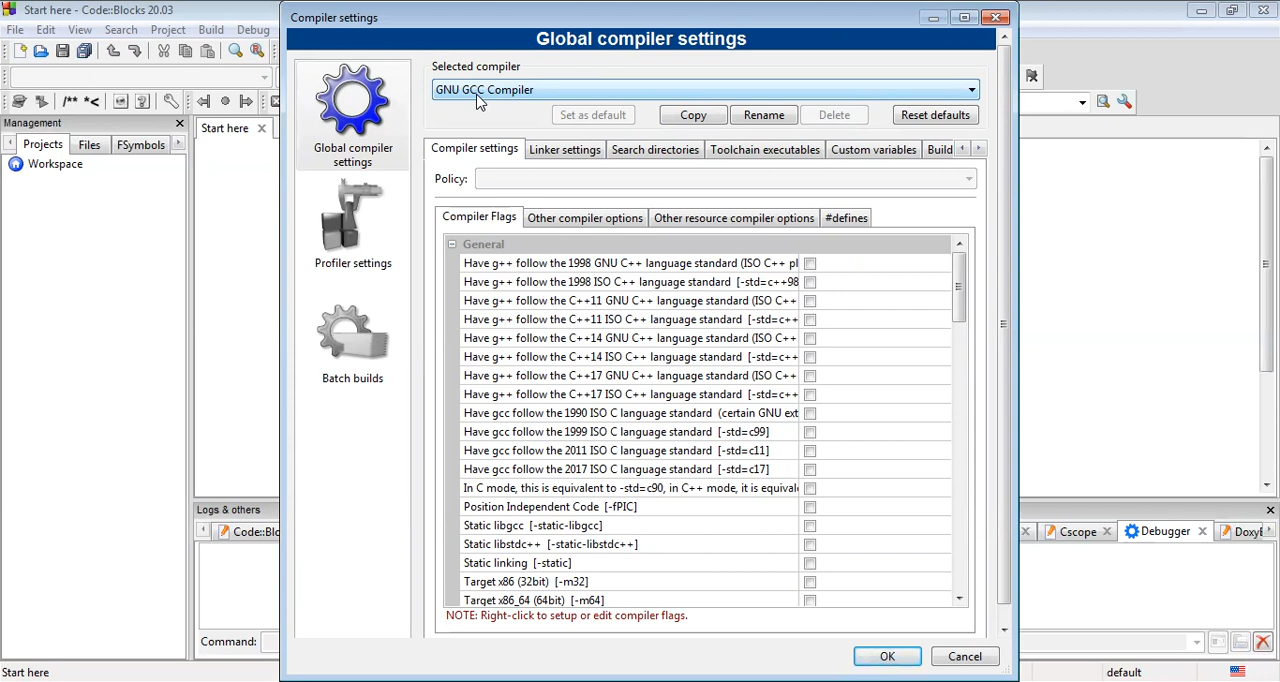 Start here - Code::Blocks 20.03
File Edit View Search Project Build Debug
Management
Projects Files FSymbols
Workspace
Start here
Logs & others
Code::Blo
Cscope Debugger Doxy
Command:
Start here
default
Compiler settings
Global compiler settings
Global compiler
settings
Profiler settings
Batch builds
Selected compiler
GNU GCC Compiler
Set as default Copy Rename Delete Reset defaults
Compiler settings Linker settings Search directories Toolchain executables Custom variables Build
Policy:
Compiler Flags Other compiler options Other resource compiler options #defines
General
Have g++ follow the 1998 GNU C++ language standard (ISO C++ pl
Have g++ follow the 1998 ISO C++ language standard [-std=c++98
Have g++ follow the C++11 GNU C++ language standard (ISO C++
Have g++ follow the C++11 ISO C++ language standard [-std=c++
Have g++ follow the C++14 GNU C++ language standard (ISO C++
Have g++ follow the C++14 ISO C++ language standard [-std=c++
Have g++ follow the C++17 GNU C++ language standard (ISO C++
Have g++ follow the C++17 ISO C++ language standard [-std=c++
Have gcc follow the 1990 ISO C language standard (certain GNU ext
Have gcc follow the 1999 ISO C language standard [-std=c99]
Have gcc follow the 2011 ISO C language standard [-std=c11]
Have gcc follow the 2017 ISO C language standard [-std=c17]
In C mode, this is equivalent to -std=c90, in C++ mode, it is equivale
Position Independent Code [-fPIC]
Static libgcc [-static-libgcc]
Static libstdc++ [-static-libstdc++]
Static linking [-static]
Target x86 (32bit) [-m32]
Target x86_64 (64bit) [-m64]
NOTE: Right-click to setup or edit compiler flags.
OK Cancel